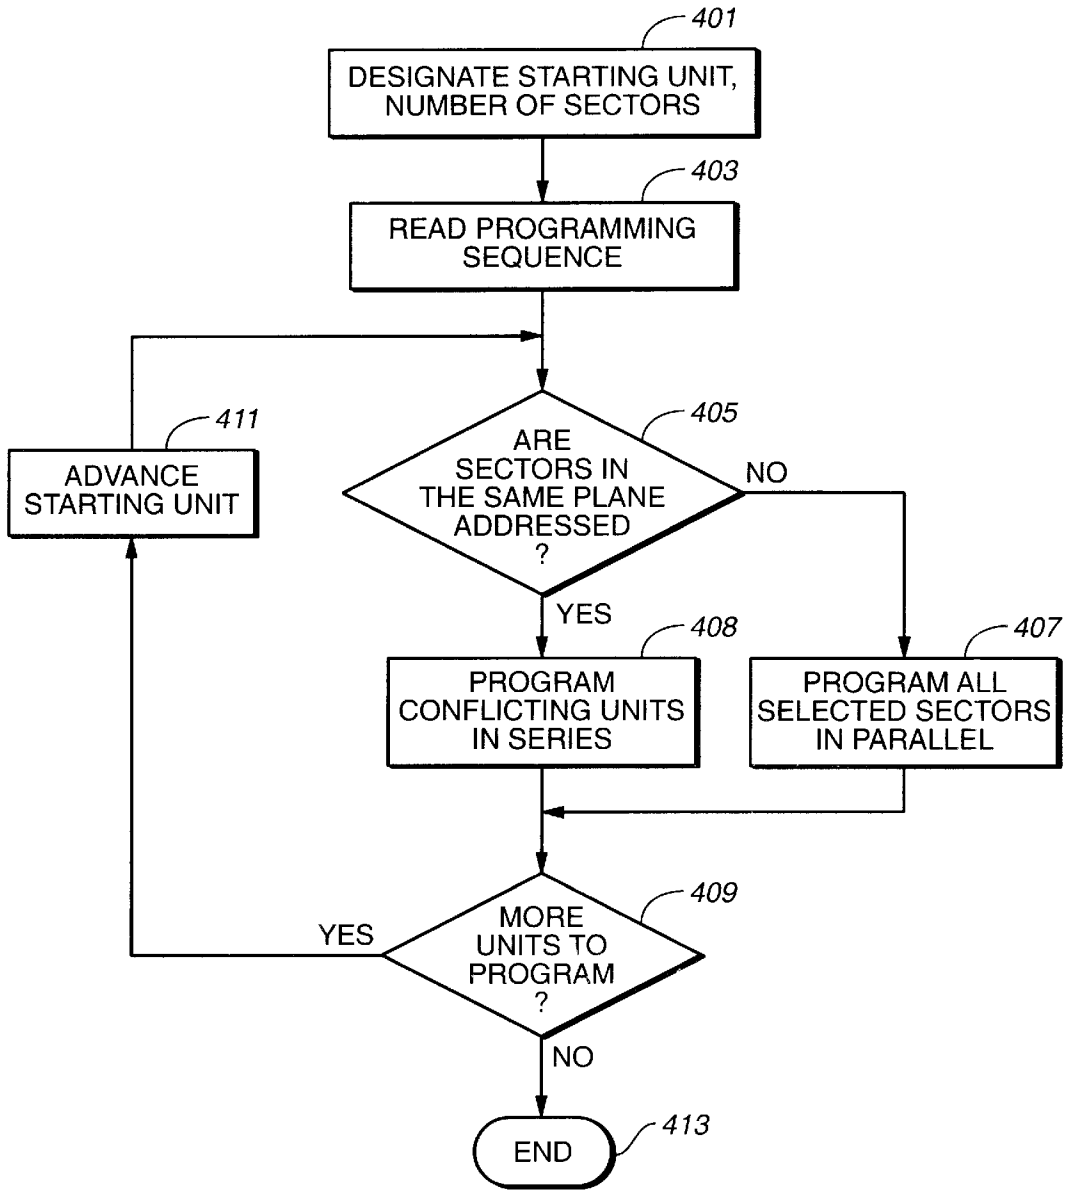 401
DESIGNATE STARTING UNIT,
NUMBER OF SECTORS
403
READ PROGRAMMING
SEQUENCE
411
ADVANCE
STARTING UNIT
405
ARE
SECTORS IN
THE SAME PLANE
ADDRESSED
?
NO
YES
408
PROGRAM
CONFLICTING UNITS
IN SERIES
407
PROGRAM ALL
SELECTED SECTORS
IN PARALLEL
409
MORE
UNITS TO
PROGRAM
?
YES
NO
END
413